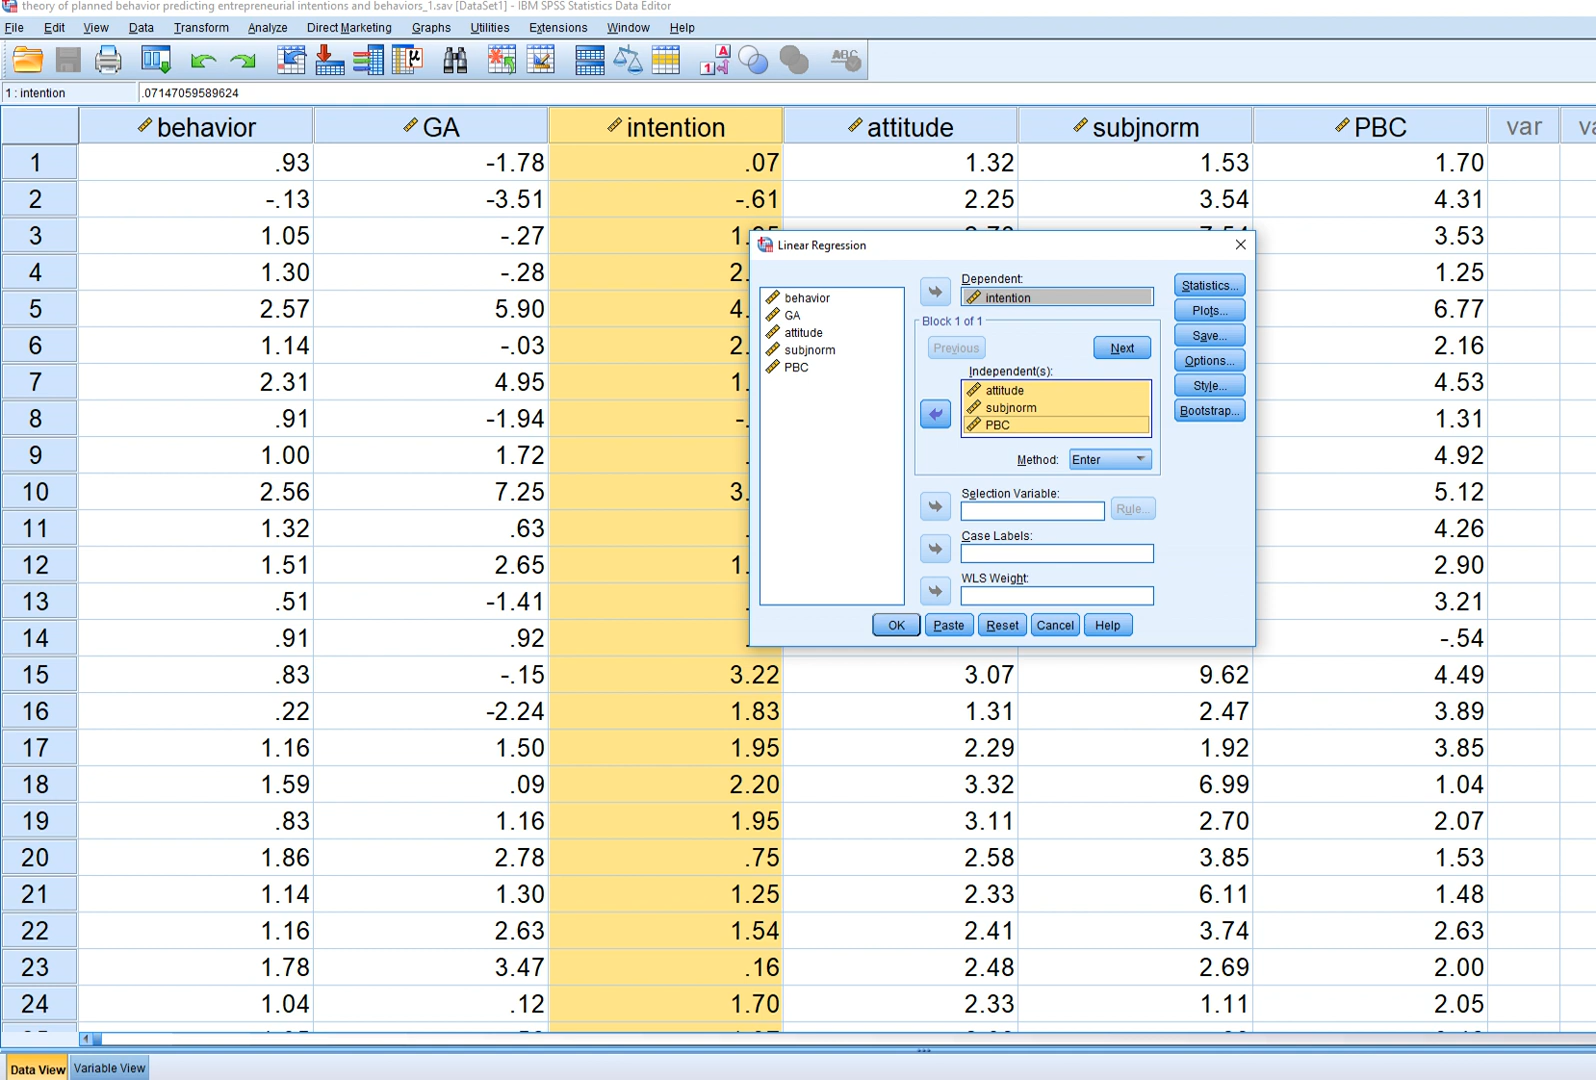 theory of planned behavior predicting entrepreneurial intentions and behaviors_1.sav [DataSet1] - IBM SPSS Statistics Data Editor
File Edit View Data Transform Analyze Direct Marketing Graphs Utilities Extensions Window Help
1 : intention .07147059589624
behavior GA intention attitude subjnorm PBC var
1 .93 -1.78 .07 1.32 1.53 1.70
2 -.13 -3.51 -.61 2.25 3.54 4.31
3 1.05 -.27 3.53
4 1.30 -.28 1.25
5 2.57 5.90 6.77
6 1.14 -.03 2.16
7 2.31 4.95 4.53
8 .91 -1.94 1.31
9 1.00 1.72 4.92
10 2.56 7.25 5.12
11 1.32 .63 4.26
12 1.51 2.65 2.90
13 .51 -1.41 3.21
14 .91 .92 -.54
15 .83 -.15 3.22 3.07 9.62 4.49
16 .22 -2.24 1.83 1.31 2.47 3.89
17 1.16 1.50 1.95 2.29 1.92 3.85
18 1.59 .09 2.20 3.32 6.99 1.04
19 .83 1.16 1.95 3.11 2.70 2.07
20 1.86 2.78 .75 2.58 3.85 1.53
21 1.14 1.30 1.25 2.33 6.11 1.48
22 1.16 2.63 1.54 2.41 3.74 2.63
23 1.78 3.47 .16 2.48 2.69 2.00
24 1.04 .12 1.70 2.33 1.11 2.05
Linear Regression
behavior
GA
attitude
subjnorm
PBC
Dependent:
intention
Block 1 of 1
Previous Next
Independent(s):
attitude
subjnorm
PBC
Method: Enter
Selection Variable:
Rule...
Case Labels:
WLS Weight:
Statistics...
Plots...
Save...
Options...
Style...
Bootstrap...
OK Paste Reset Cancel Help
Data View Variable View